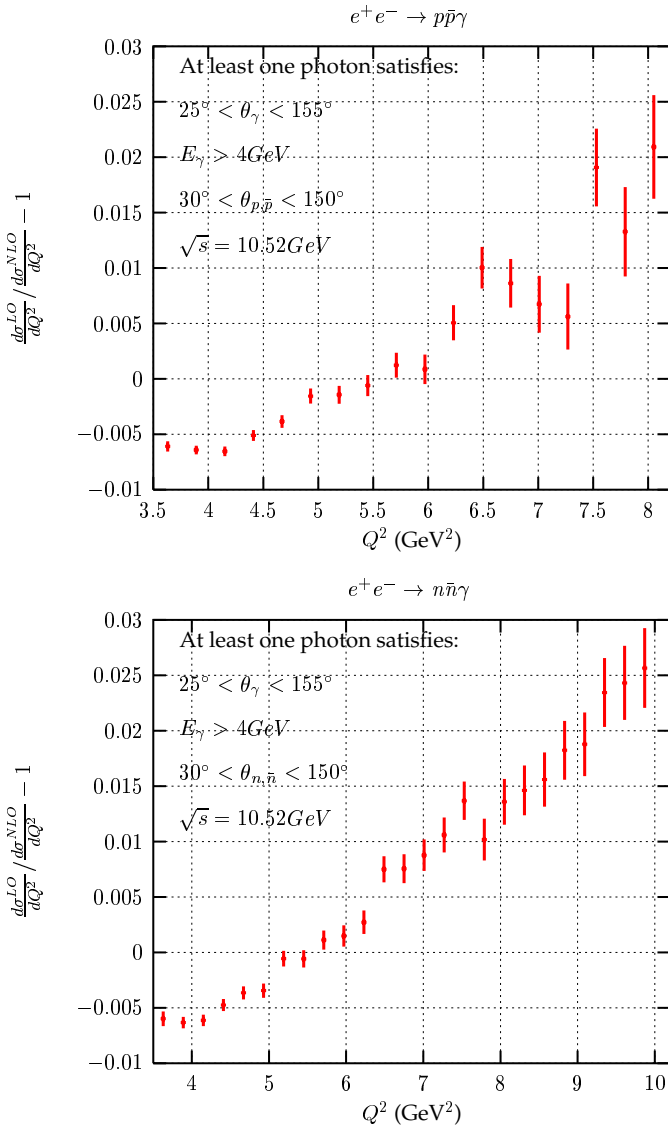 e⁺e⁻ → pp̄γ
0.03
At least one photon satisfies:
0.025
25° < θ_γ < 155°
0.02
E_γ > 4GeV
0.015
30° < θ_{p,p̄} < 150°
√s = 10.52GeV
0.01
0.005
0
−0.005
−0.01
dσ^{LO}/dQ² / dσ^{NLO}/dQ² − 1
3.5 4 4.5 5 5.5 6 6.5 7 7.5 8
Q² (GeV²)
e⁺e⁻ → nn̄γ
0.03
At least one photon satisfies:
0.025
25° < θ_γ < 155°
0.02
E_γ > 4GeV
0.015
30° < θ_{n,n̄} < 150°
√s = 10.52GeV
0.01
0.005
0
−0.005
−0.01
dσ^{LO}/dQ² / dσ^{NLO}/dQ² − 1
4 5 6 7 8 9 10
Q² (GeV²)